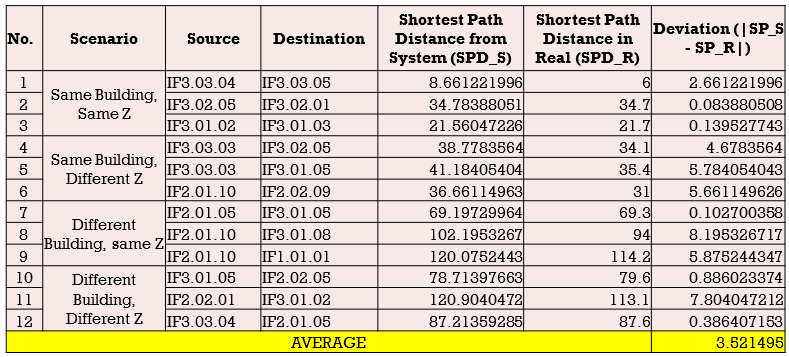 No. Scenario Source Destination Shortest Path Distance from System (SPD_S) Shortest Path Distance in Real (SPD_R) Deviation (|SP_S - SP_R|)
1 Same Building, Same Z IF3.03.04 IF3.03.05 8.661221996 6 2.661221996
2 IF3.02.05 IF3.02.01 34.78388051 34.7 0.083880508
3 IF3.01.02 IF3.01.03 21.56047226 21.7 0.139527743
4 Same Building, Different Z IF3.03.03 IF3.02.05 38.7783564 34.1 4.6783564
5 IF3.03.03 IF3.01.05 41.18405404 35.4 5.784054043
6 IF2.01.10 IF2.02.09 36.66114963 31 5.661149626
7 Different Building, same Z IF2.01.05 IF3.01.05 69.19729964 69.3 0.102700358
8 IF2.01.10 IF3.01.08 102.1953267 94 8.195326717
9 IF2.01.10 IF1.01.01 120.0752443 114.2 5.875244347
10 Different Building, Different Z IF3.01.05 IF2.02.05 78.71397663 79.6 0.886023374
11 IF2.02.01 IF3.01.02 120.9040472 113.1 7.804047212
12 IF3.03.04 IF2.01.05 87.21359285 87.6 0.386407153
AVERAGE 3.521495